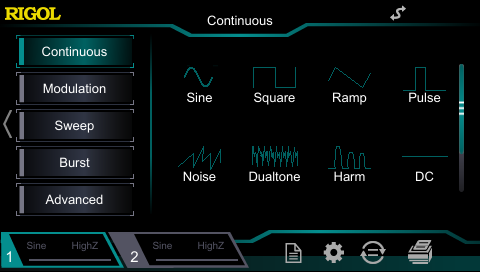 RIGOL
Continuous
Continuous
Modulation
Sweep
Burst
Advanced
Sine Square Ramp Pulse
Noise Dualtone Harm DC
1 Sine HighZ
2 Sine HighZ